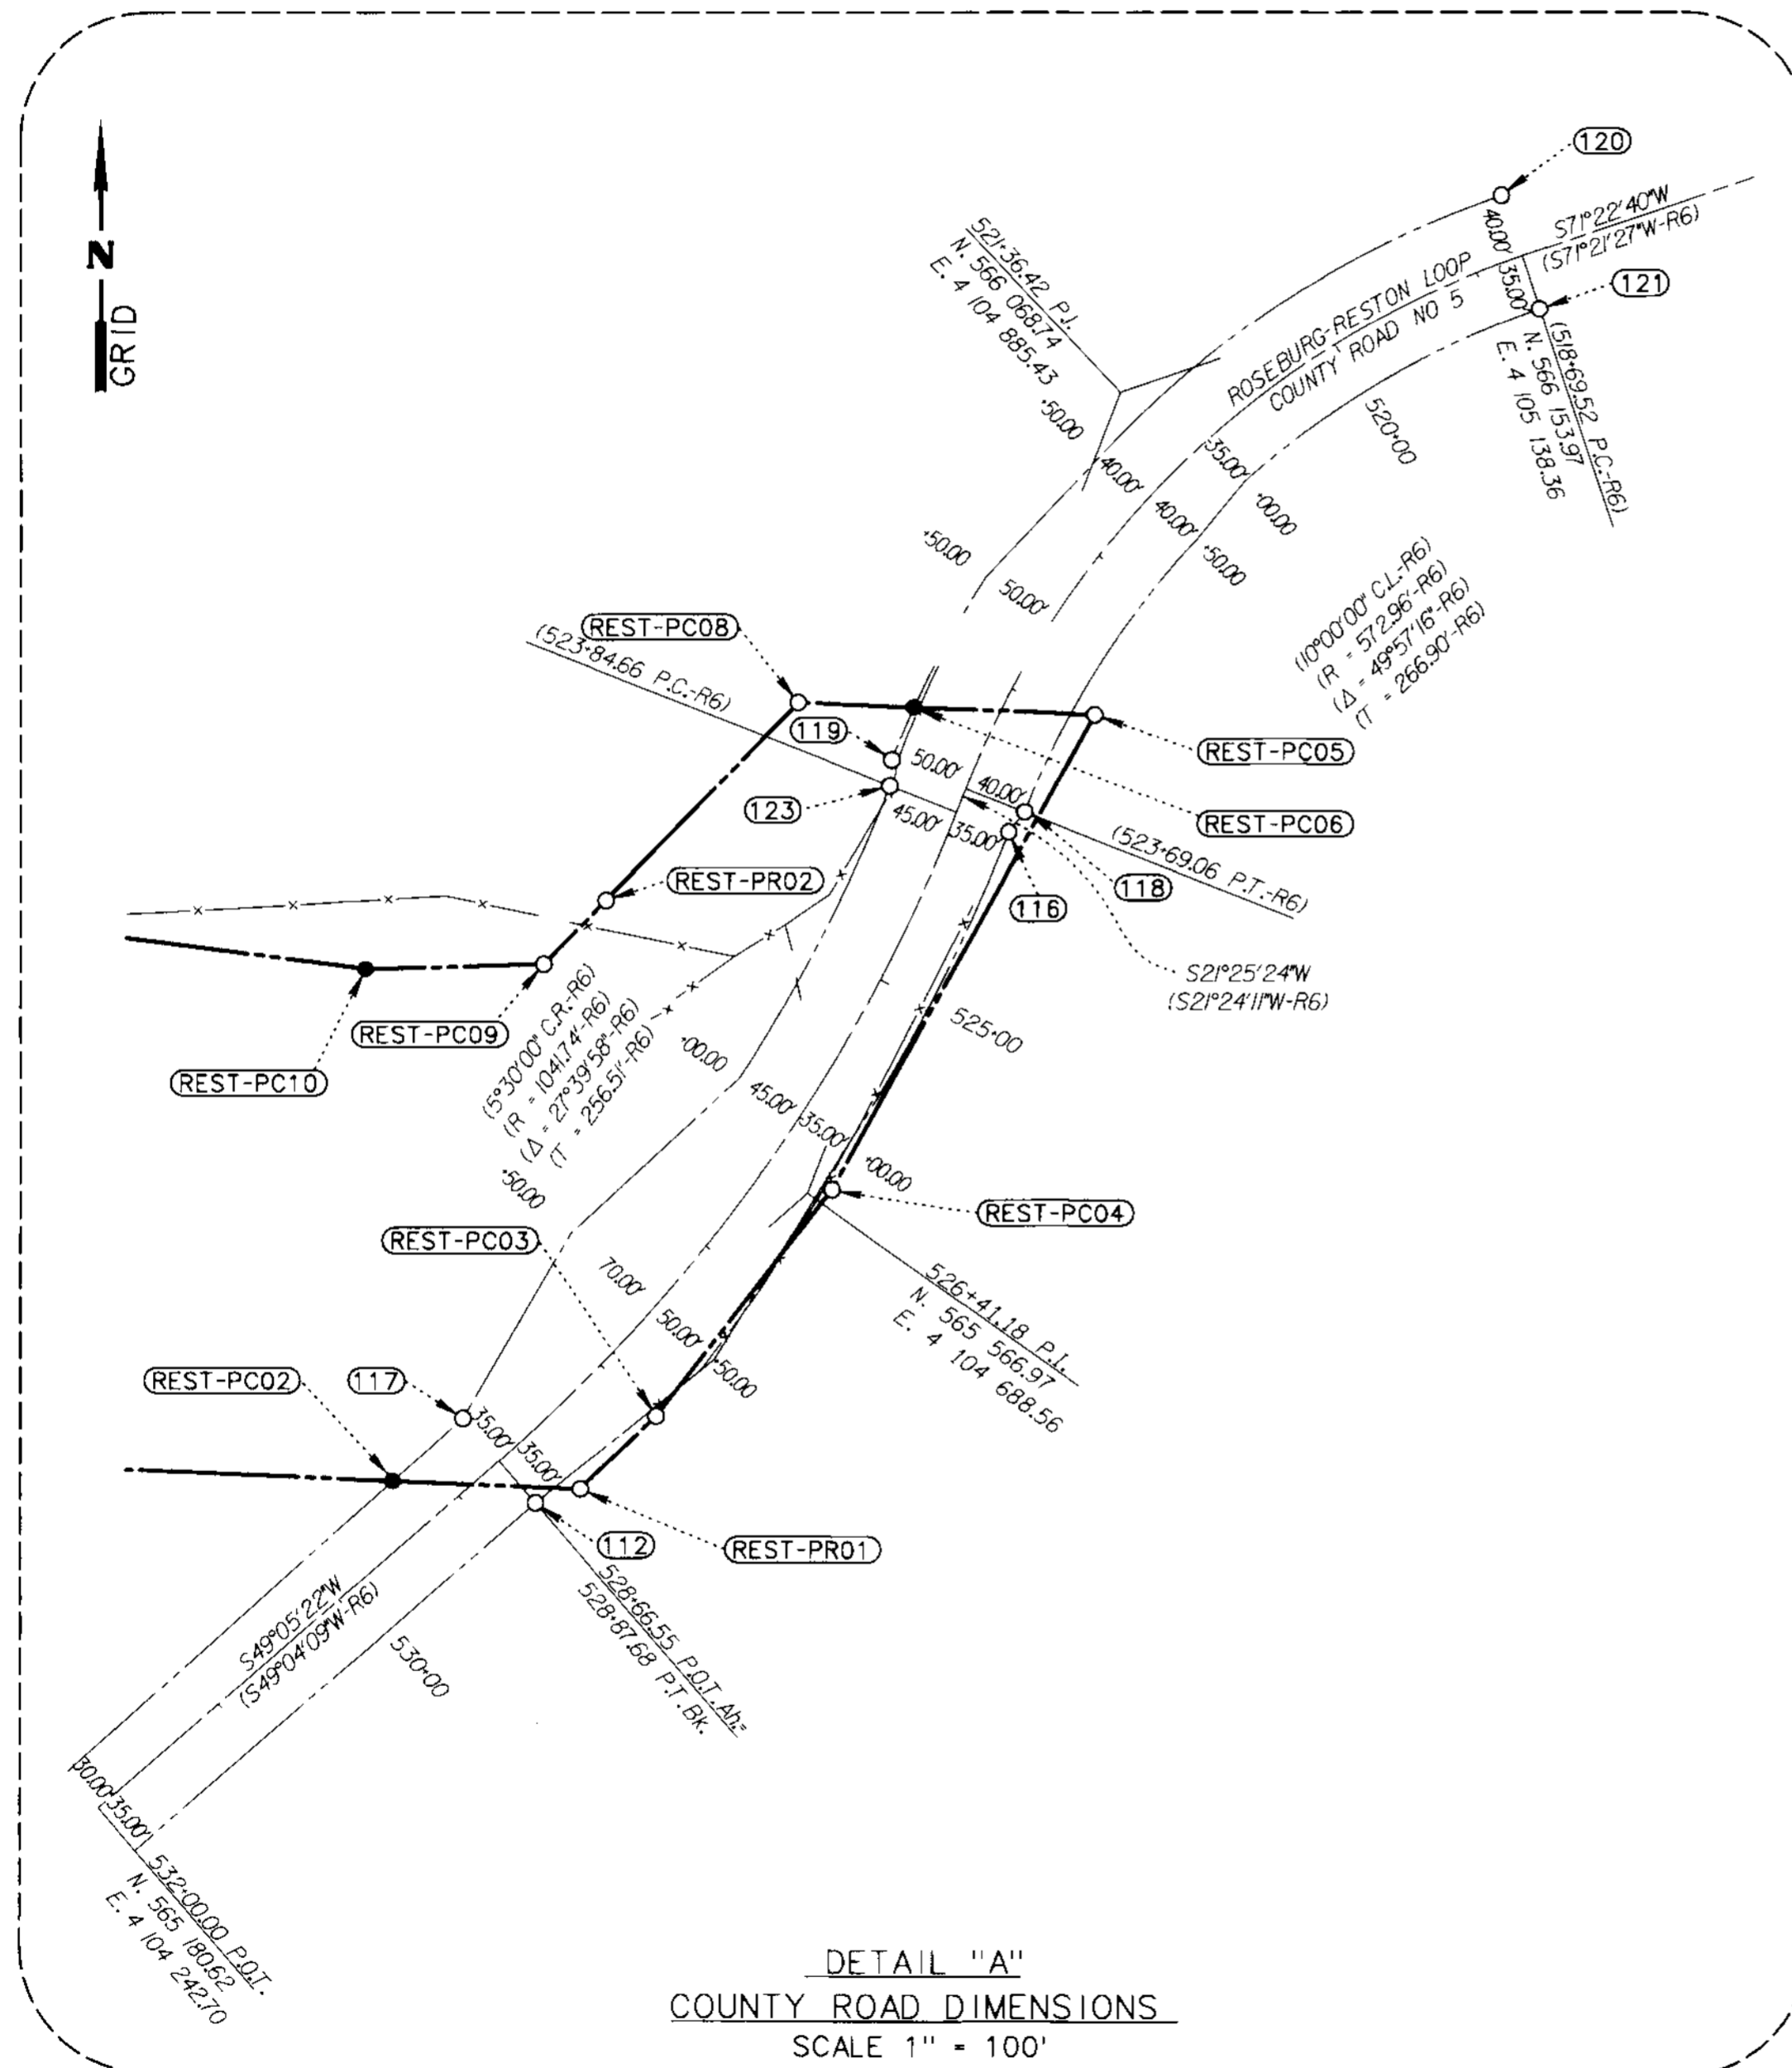 N
GRID
120
S71°22'40"W
(S71°21'27"W-R6)
40.00'
35.00'
121
(518+69.52 P.C.-R6)
N. 566 153.97
E. 4 105 138.36
ROSEBURG-RESTON LOOP
COUNTY ROAD NO 5
521+36.42 P.I.
N. 566 068.74
E. 4 104 885.43
+50.00
520+00
40.00'
35.00'
40.00'
+00.00
+50.00
+50.00
50.00'
(10°00'00" C.L.-R6)
(R = 572.96'-R6)
(Δ = 49°57'16"-R6)
(T = 266.90'-R6)
REST-PC08
(523+84.66 P.C.-R6)
119
50.00'
40.00'
REST-PC05
123
45.00'
35.00'
REST-PC06
(523+69.06 P.T.-R6)
REST-PR02
118
116
S21°25'24"W
(S21°24'11"W-R6)
REST-PC09
REST-PC10
(5°30'00" C.R.-R6)
(R = 1041.74'-R6)
(Δ = 27°39'58"-R6)
(T = 256.51'-R6)
+00.00
525+00
45.00'
35.00'
+00.00
+50.00
REST-PC04
REST-PC03
70.00'
50.00'
+50.00
526+41.18 P.I.
N. 565 566.97
E. 4 104 688.56
REST-PC02
117
35.00'
35.00'
112
REST-PR01
528+66.55 P.O.T. Ah.=
528+87.68 P.T. Bk.
S49°05'22"W
(S49°04'09"W-R6)
530+00
30.00'
35.00'
532+00.00 P.O.T.
N. 565 180.62
E. 4 104 242.70
DETAIL "A"
COUNTY ROAD DIMENSIONS
SCALE 1" = 100'